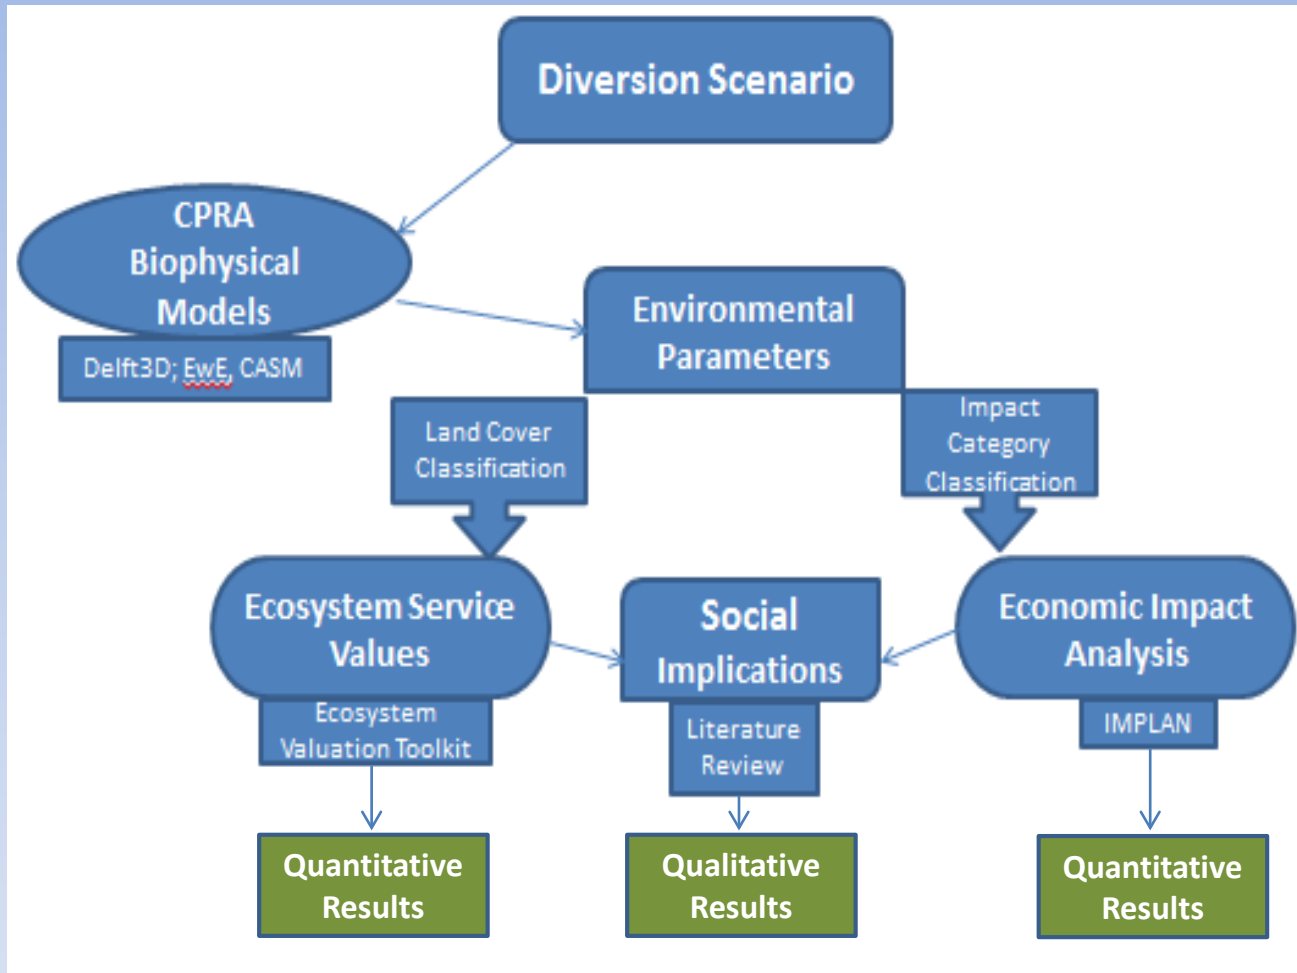 Diversion Scenario
CPRA
Biophysical
Models
Delft3D; EwE, CASM
Environmental
Parameters
Land Cover
Classification
Impact
Category
Classification
Ecosystem Service
Values
Ecosystem
Valuation Toolkit
Social
Implications
Literature
Review
Economic Impact
Analysis
IMPLAN
Quantitative
Results
Qualitative
Results
Quantitative
Results